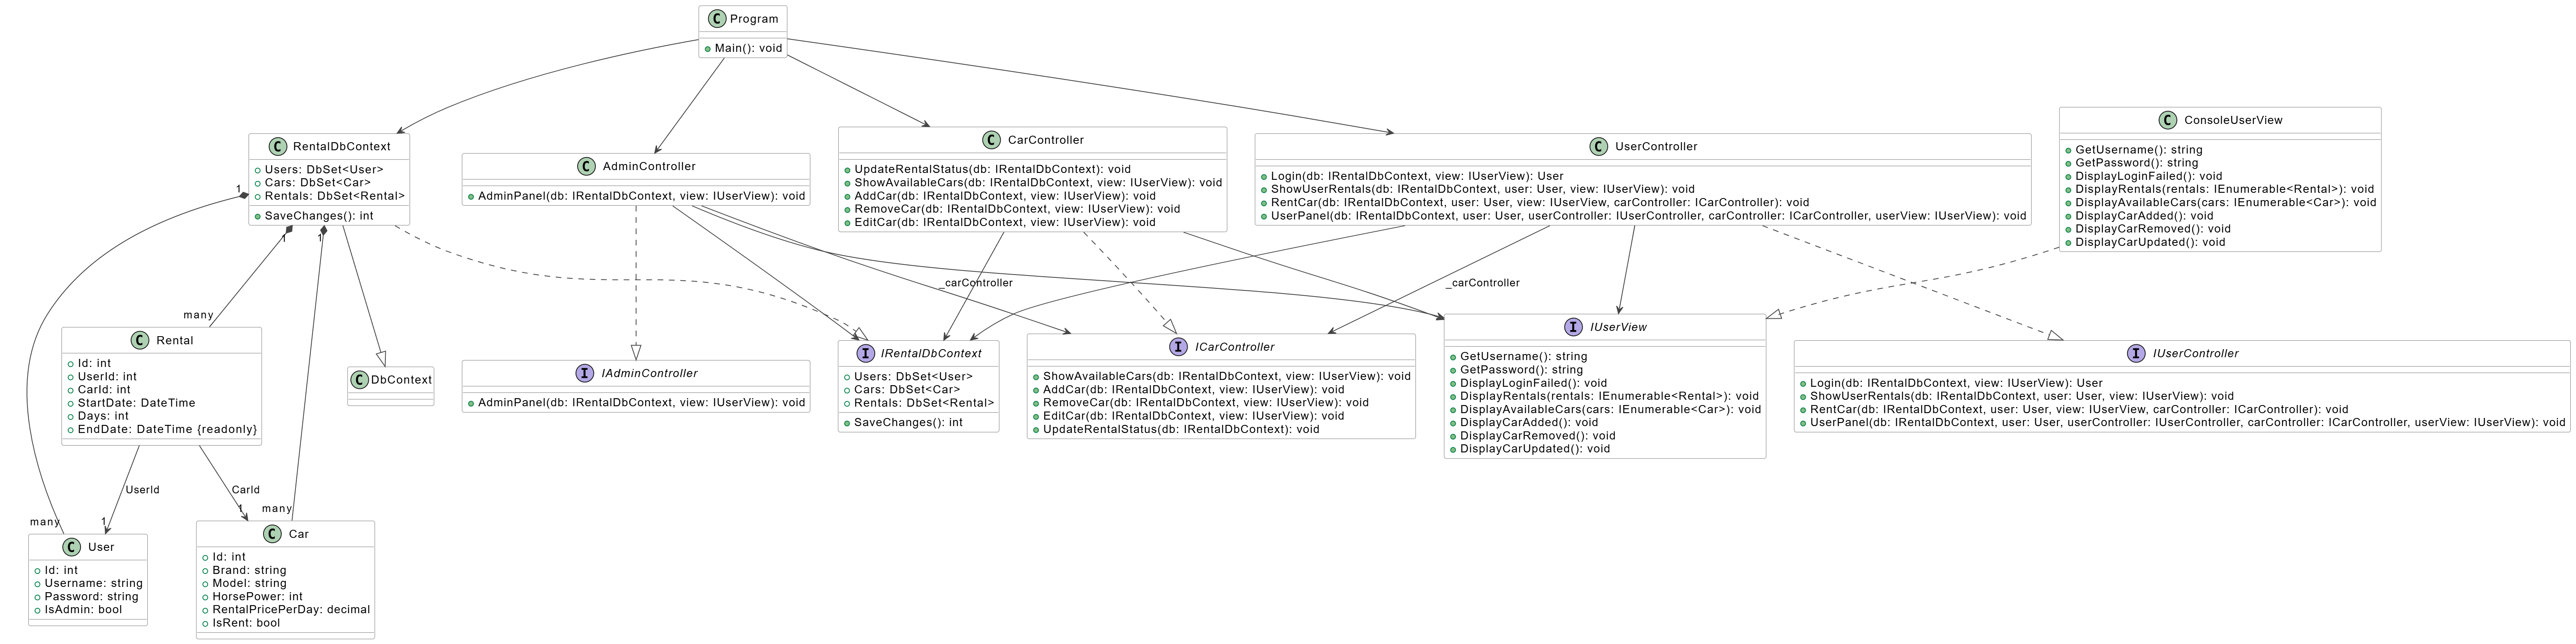 C Program
Main(): void
C RentalDbContext
Users: DbSet<User>
Cars: DbSet<Car>
Rentals: DbSet<Rental>
SaveChanges(): int
C AdminController
AdminPanel(db: IRentalDbContext, view: IUserView): void
C CarController
UpdateRentalStatus(db: IRentalDbContext): void
ShowAvailableCars(db: IRentalDbContext, view: IUserView): void
AddCar(db: IRentalDbContext, view: IUserView): void
RemoveCar(db: IRentalDbContext, view: IUserView): void
EditCar(db: IRentalDbContext, view: IUserView): void
C UserController
Login(db: IRentalDbContext, view: IUserView): User
ShowUserRentals(db: IRentalDbContext, user: User, view: IUserView): void
RentCar(db: IRentalDbContext, user: User, view: IUserView, carController: ICarController): void
UserPanel(db: IRentalDbContext, user: User, userController: IUserController, carController: ICarController, userView: IUserView): void
C ConsoleUserView
GetUsername(): string
GetPassword(): string
DisplayLoginFailed(): void
DisplayRentals(rentals: IEnumerable<Rental>): void
DisplayAvailableCars(cars: IEnumerable<Car>): void
DisplayCarAdded(): void
DisplayCarRemoved(): void
DisplayCarUpdated(): void
1
1
1
_carController
_carController
many
C Rental
Id: int
UserId: int
CarId: int
StartDate: DateTime
Days: int
EndDate: DateTime {readonly}
C DbContext
I IAdminController
AdminPanel(db: IRentalDbContext, view: IUserView): void
I IRentalDbContext
Users: DbSet<User>
Cars: DbSet<Car>
Rentals: DbSet<Rental>
SaveChanges(): int
I ICarController
ShowAvailableCars(db: IRentalDbContext, view: IUserView): void
AddCar(db: IRentalDbContext, view: IUserView): void
RemoveCar(db: IRentalDbContext, view: IUserView): void
EditCar(db: IRentalDbContext, view: IUserView): void
UpdateRentalStatus(db: IRentalDbContext): void
I IUserView
GetUsername(): string
GetPassword(): string
DisplayLoginFailed(): void
DisplayRentals(rentals: IEnumerable<Rental>): void
DisplayAvailableCars(cars: IEnumerable<Car>): void
DisplayCarAdded(): void
DisplayCarRemoved(): void
DisplayCarUpdated(): void
I IUserController
Login(db: IRentalDbContext, view: IUserView): User
ShowUserRentals(db: IRentalDbContext, user: User, view: IUserView): void
RentCar(db: IRentalDbContext, user: User, view: IUserView, carController: ICarController): void
UserPanel(db: IRentalDbContext, user: User, userController: IUserController, carController: ICarController, userView: IUserView): void
UserId
CarId
many
1
1
many
C User
Id: int
Username: string
Password: string
IsAdmin: bool
C Car
Id: int
Brand: string
Model: string
HorsePower: int
RentalPricePerDay: decimal
IsRent: bool